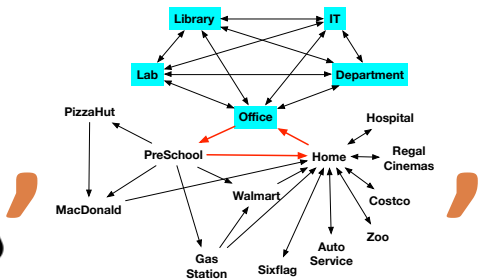 Library
IT
Lab
Department
Office
PizzaHut
Hospital
PreSchool
Home
Regal
Cinemas
MacDonald
Walmart
Costco
Zoo
Auto
Service
Gas
Station
Sixflag
,
,